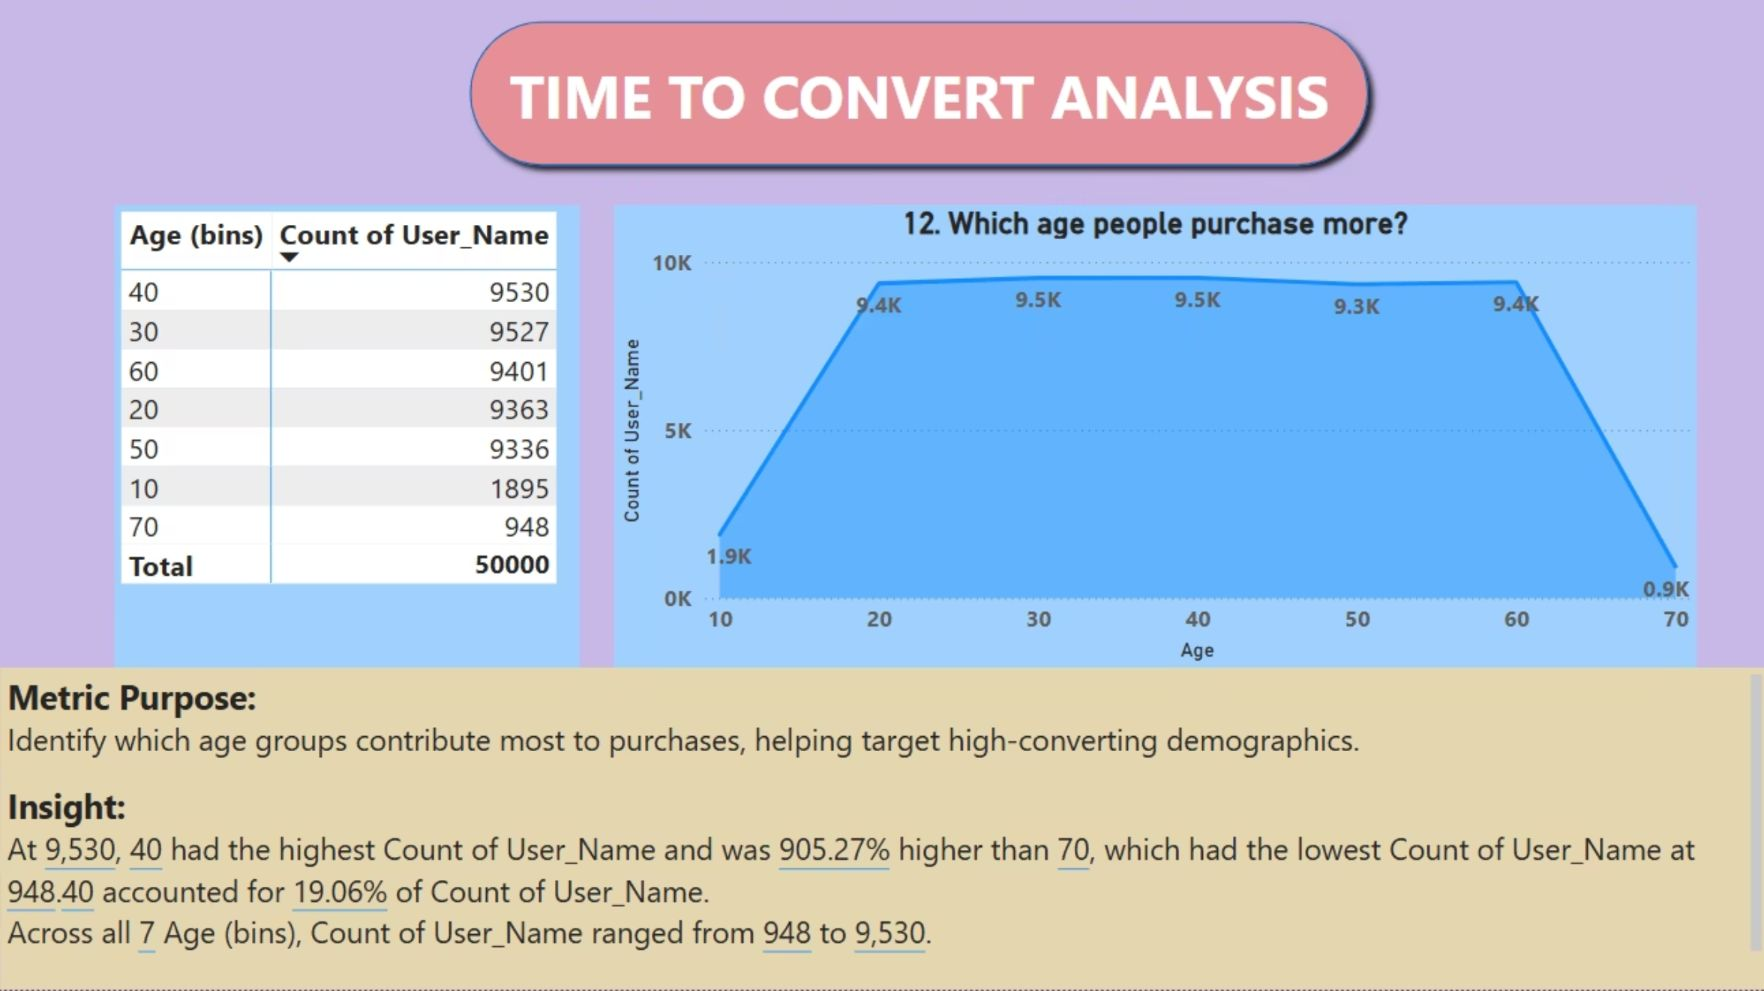 TIME TO CONVERT ANALYSIS
Age (bins) Count of User_Name
40 9530
30 9527
60 9401
20 9363
50 9336
10 1895
70 948
Total 50000
12. Which age people purchase more?
Count of User_Name
10K
5K
0K
1.9K
9.4K
9.5K
9.5K
9.3K
9.4K
0.9K
10 20 30 40 50 60 70
Age
Metric Purpose:
Identify which age groups contribute most to purchases, helping target high-converting demographics.
Insight:
At 9,530, 40 had the highest Count of User_Name and was 905.27% higher than 70, which had the lowest Count of User_Name at
948.40 accounted for 19.06% of Count of User_Name.
Across all 7 Age (bins), Count of User_Name ranged from 948 to 9,530.